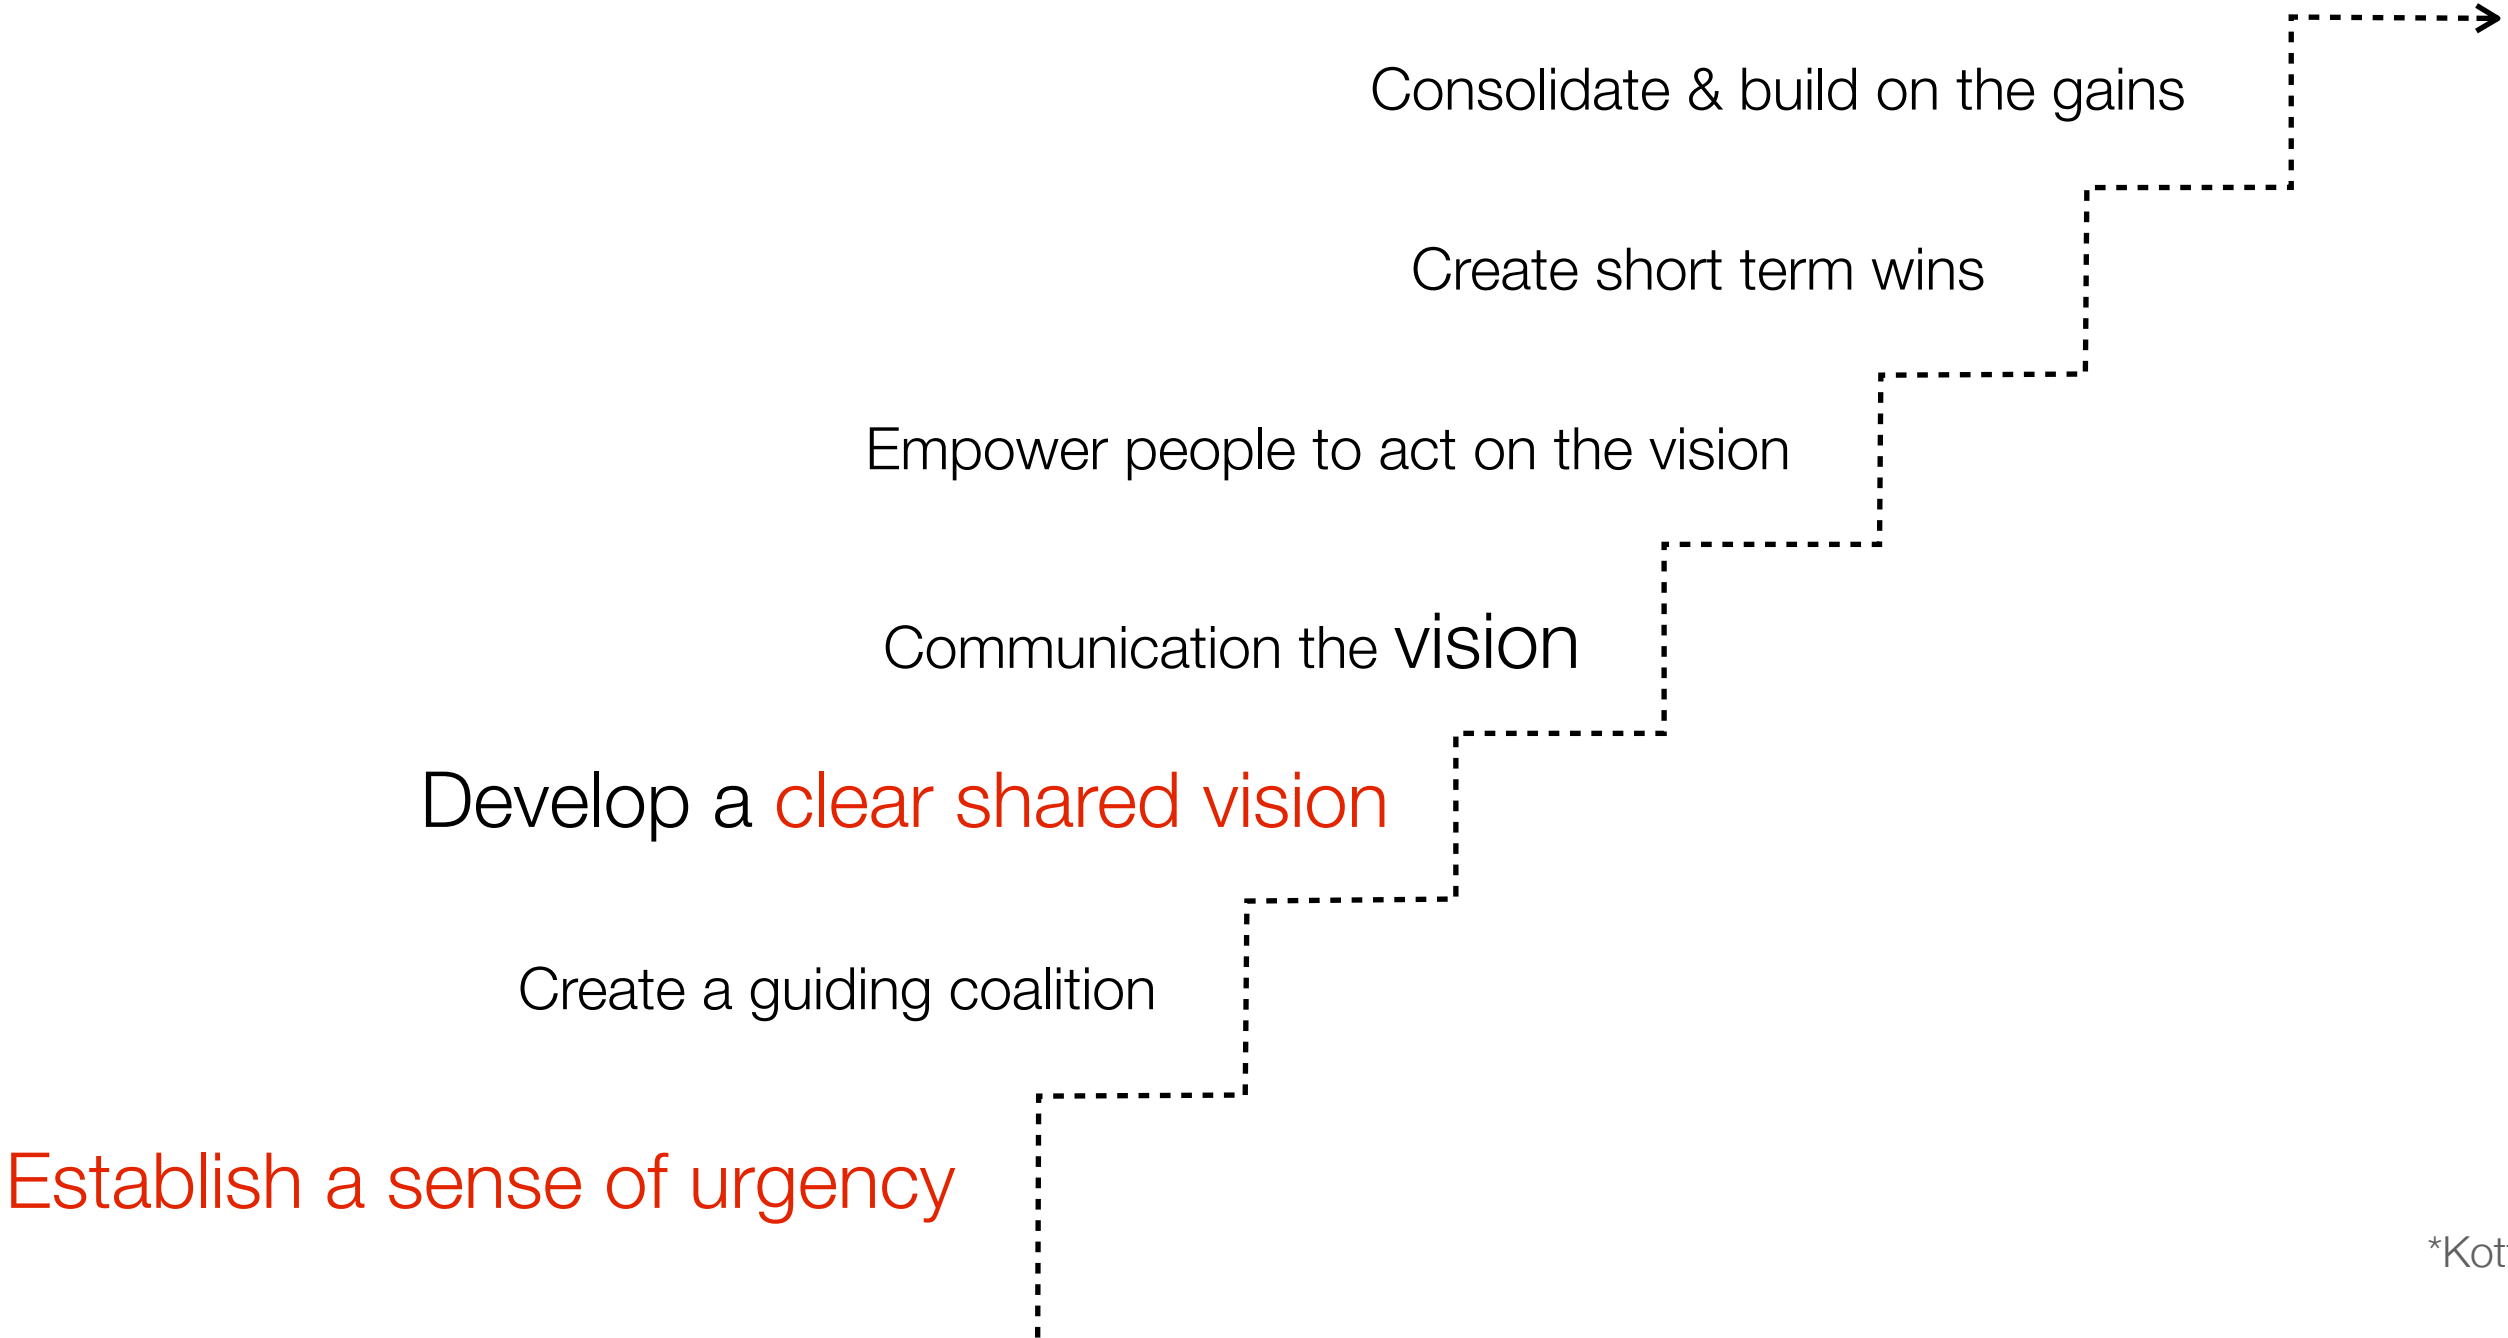 Consolidate & build on the gains
Create short term wins
Empower people to act on the vision
Communication the vision
Develop a clear shared vision
Create a guiding coalition
Establish a sense of urgency